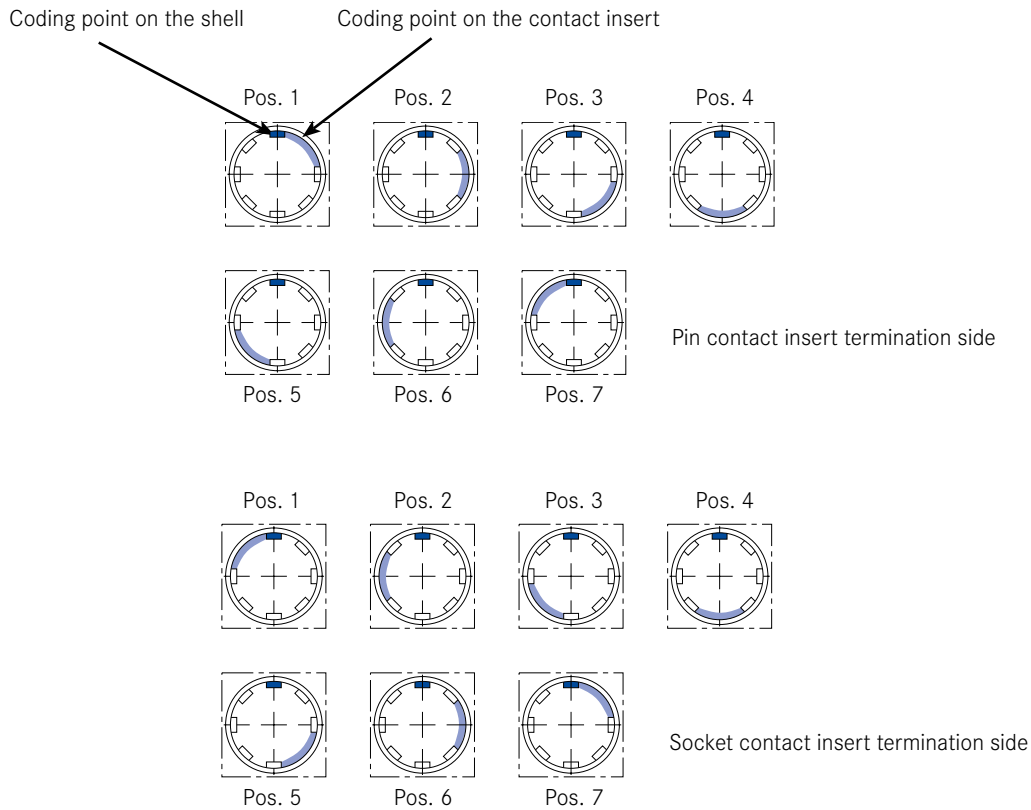 Coding point on the shell
Coding point on the contact insert
Pos. 1
Pos. 2
Pos. 3
Pos. 4
Pin contact insert termination side
Pos. 5
Pos. 6
Pos. 7
Pos. 1
Pos. 2
Pos. 3
Pos. 4
Socket contact insert termination side
Pos. 5
Pos. 6
Pos. 7